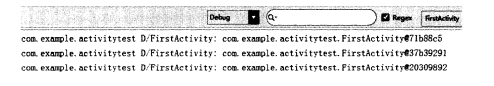 Debug Regex FirstActivity
com.example.activitytest D/FirstActivity: com.example.activitytest.FirstActivity@71b88c5
com.example.activitytest D/FirstActivity: com.example.activitytest.FirstActivity@37b39291
com.example.activitytest D/FirstActivity: com.example.activitytest.FirstActivity@20309892